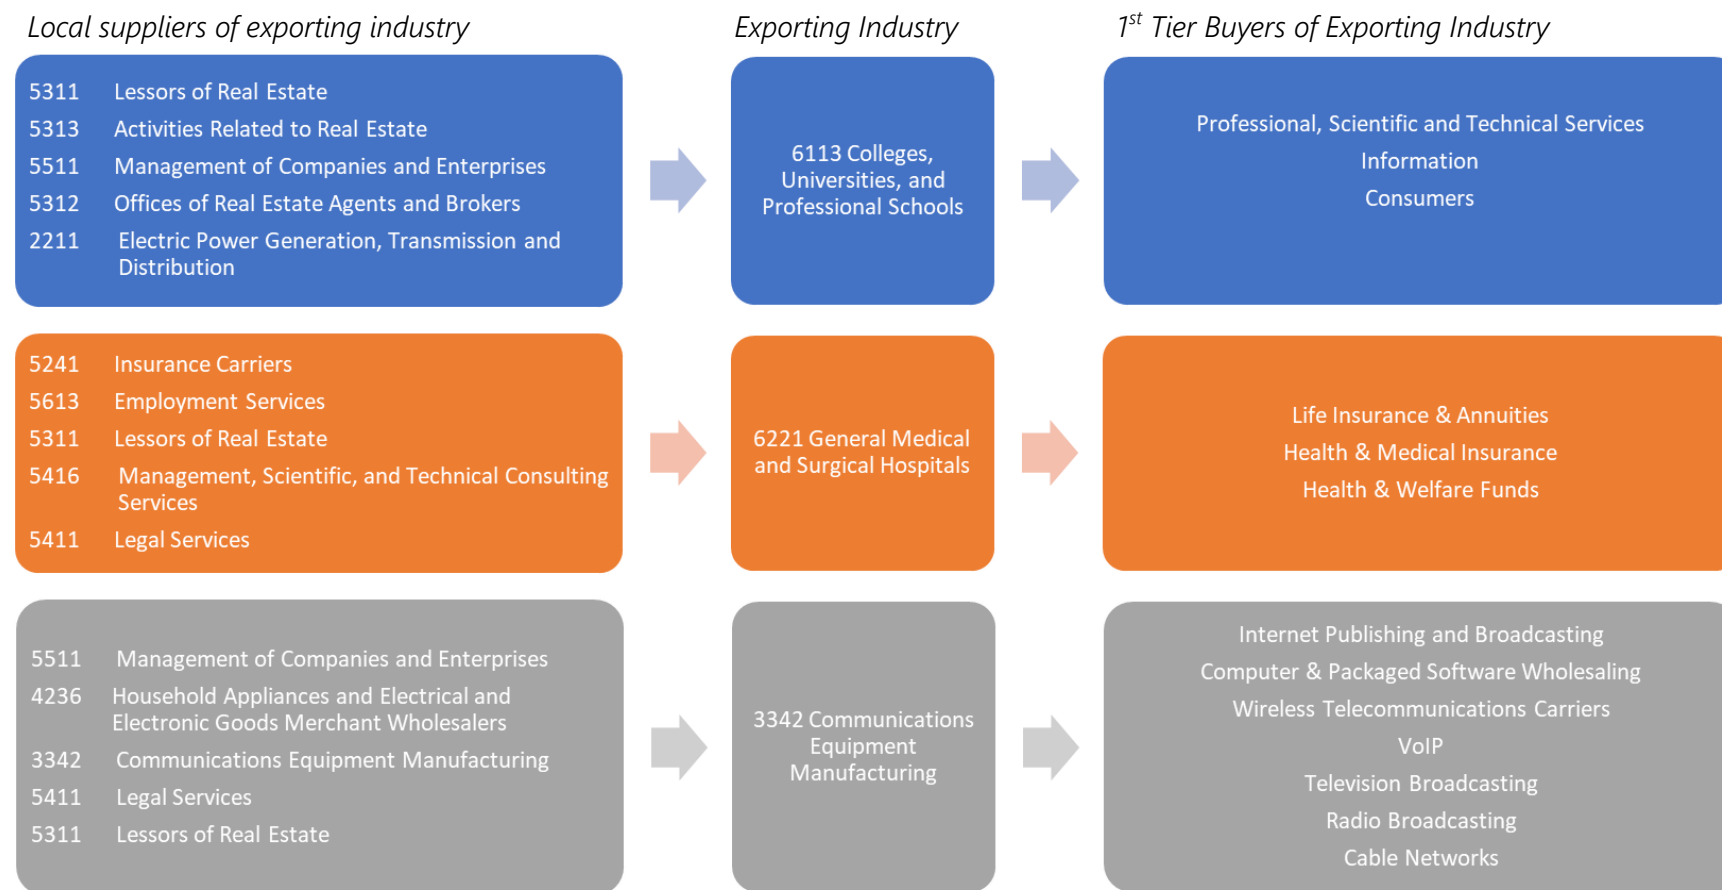 Local suppliers of exporting industry
Exporting Industry
1st Tier Buyers of Exporting Industry
5311 Lessors of Real Estate
5313 Activities Related to Real Estate
5511 Management of Companies and Enterprises
5312 Offices of Real Estate Agents and Brokers
2211 Electric Power Generation, Transmission and
Distribution
6113 Colleges,
Universities, and
Professional Schools
Professional, Scientific and Technical Services
Information
Consumers
5241 Insurance Carriers
5613 Employment Services
5311 Lessors of Real Estate
5416 Management, Scientific, and Technical Consulting
Services
5411 Legal Services
6221 General Medical
and Surgical Hospitals
Life Insurance & Annuities
Health & Medical Insurance
Health & Welfare Funds
5511 Management of Companies and Enterprises
4236 Household Appliances and Electrical and
Electronic Goods Merchant Wholesalers
3342 Communications Equipment Manufacturing
5411 Legal Services
5311 Lessors of Real Estate
3342 Communications
Equipment
Manufacturing
Internet Publishing and Broadcasting
Computer & Packaged Software Wholesaling
Wireless Telecommunications Carriers
VoIP
Television Broadcasting
Radio Broadcasting
Cable Networks